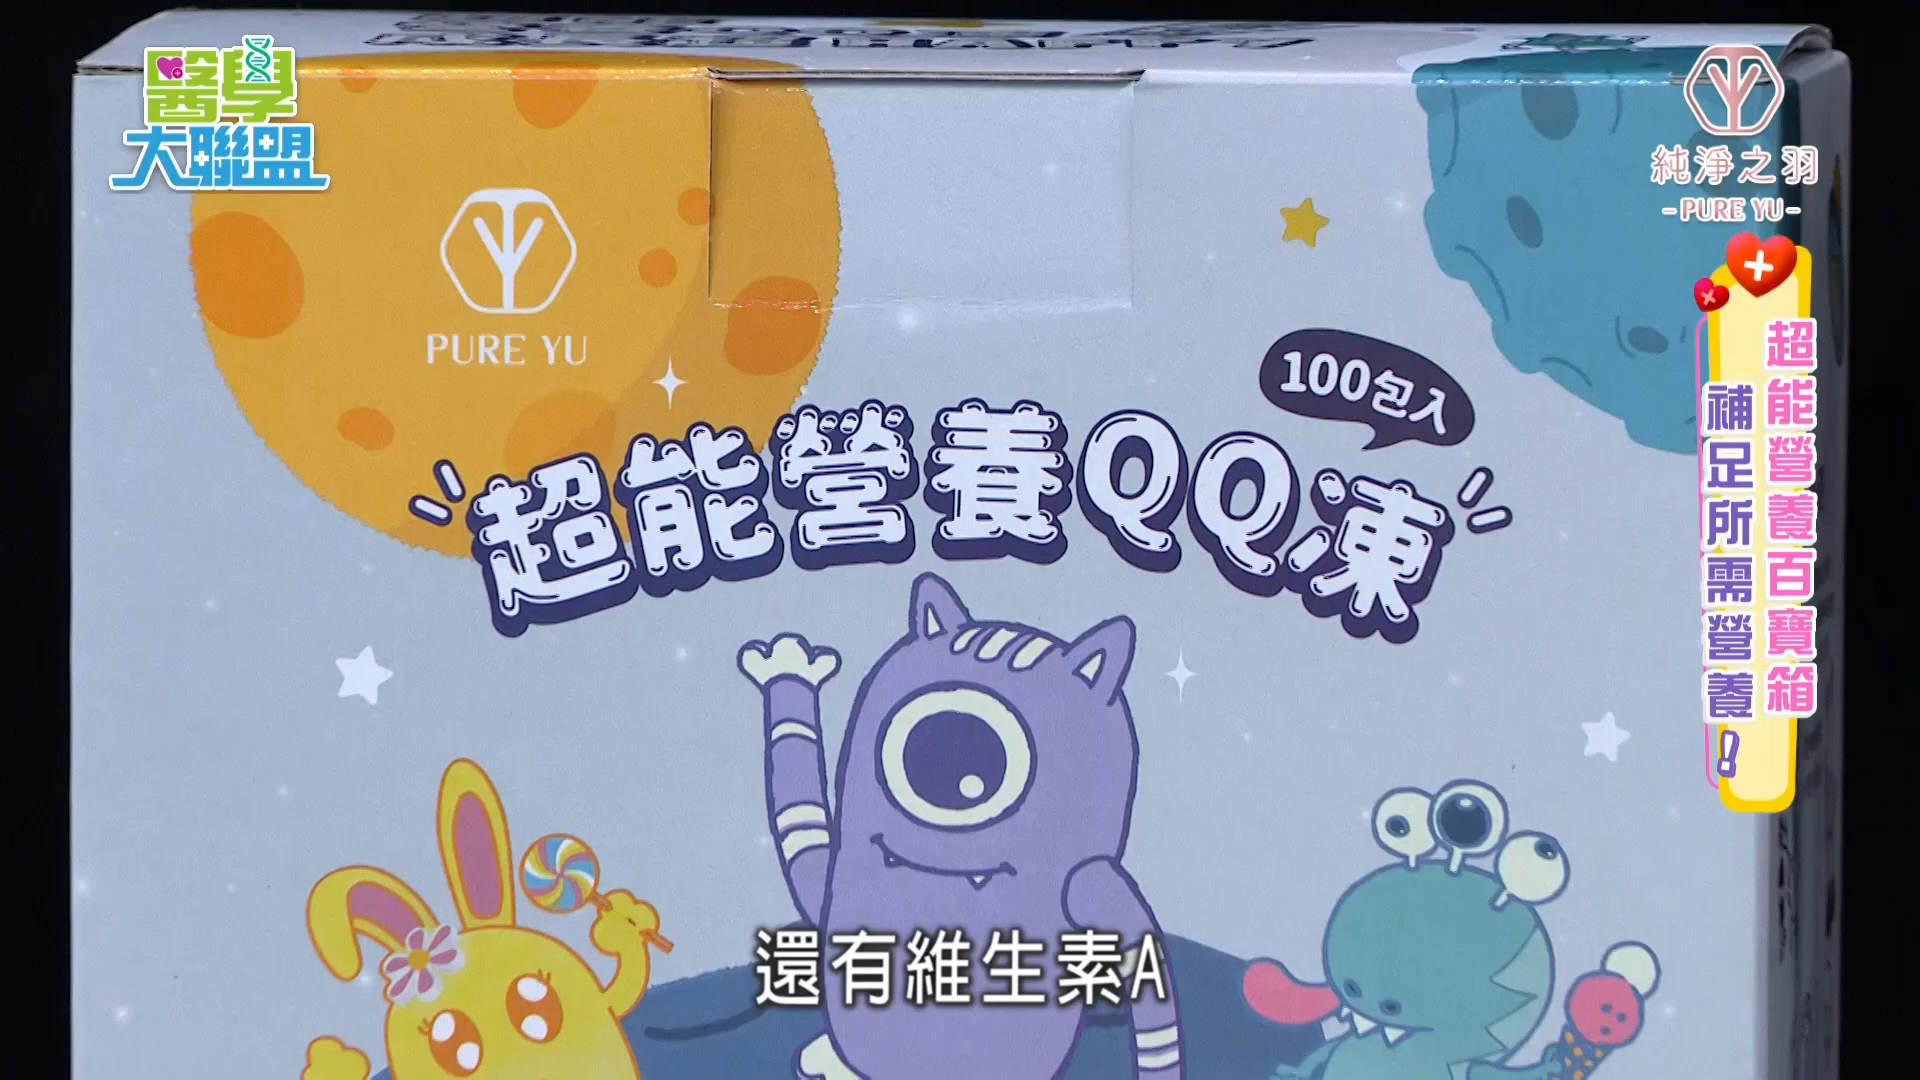 醫學
大聯盟
純淨之羽
-PURE YU-
超能營養百寶箱
補足所需營養!
PURE YU
100包入
超能營養QQ凍
還有維生素A